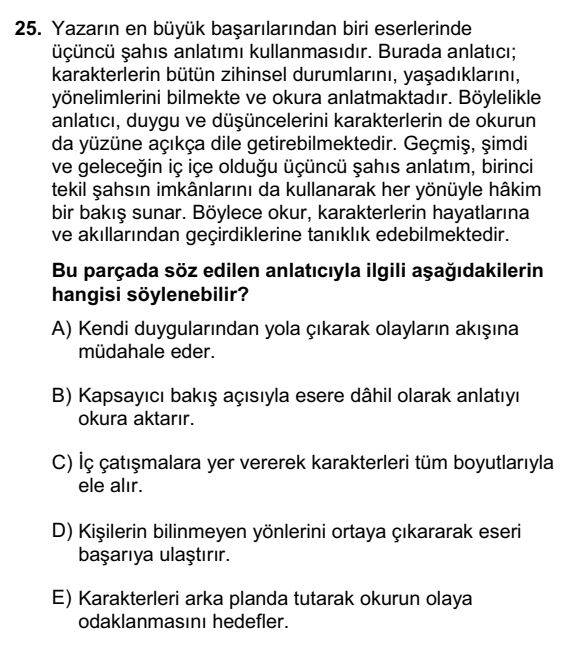 25. Yazarın en büyük başarılarından biri eserlerinde
üçüncü şahıs anlatımı kullanmasıdır. Burada anlatıcı;
karakterlerin bütün zihinsel durumlarını, yaşadıklarını,
yönelimlerini bilmekte ve okura anlatmaktadır. Böylelikle
anlatıcı, duygu ve düşüncelerini karakterlerin de okurun
da yüzüne açıkça dile getirebilmektedir. Geçmiş, şimdi
ve geleceğin iç içe olduğu üçüncü şahıs anlatım, birinci
tekil şahsın imkânlarını da kullanarak her yönüyle hâkim
bir bakış sunar. Böylece okur, karakterlerin hayatlarına
ve akıllarından geçirdiklerine tanıklık edebilmektedir.
Bu parçada söz edilen anlatıcıyla ilgili aşağıdakilerin
hangisi söylenebilir?
A) Kendi duygularından yola çıkarak olayların akışına
müdahale eder.
B) Kapsayıcı bakış açısıyla esere dâhil olarak anlatıyı
okura aktarır.
C) İç çatışmalara yer vererek karakterleri tüm boyutlarıyla
ele alır.
D) Kişilerin bilinmeyen yönlerini ortaya çıkararak eseri
başarıya ulaştırır.
E) Karakterleri arka planda tutarak okurun olaya
odaklanmasını hedefler.